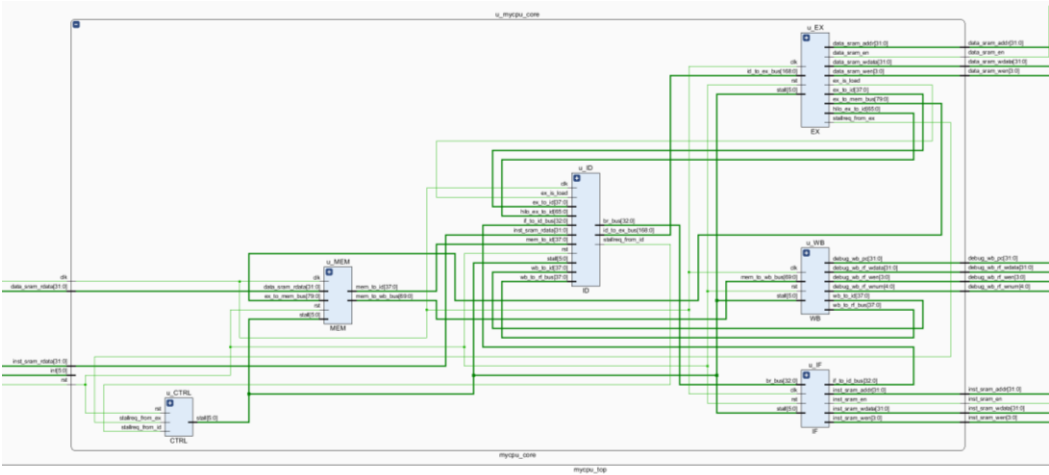 u_mycpu_core
u_EX
clk
id_to_ex_bus[168:0]
rst
stall[5:0]
data_sram_addr[31:0]
data_sram_en
data_sram_wdata[31:0]
data_sram_wen[3:0]
ex_is_load
ex_to_id[37:0]
ex_to_mem_bus[79:0]
hilo_ex_to_id[65:0]
stallreq_from_ex
EX
data_sram_addr[31:0]
data_sram_en
data_sram_wdata[31:0]
data_sram_wen[3:0]
u_ID
clk
ex_is_load
ex_to_id[37:0]
hilo_ex_to_id[65:0]
if_to_id_bus[32:0]
inst_sram_rdata[31:0]
mem_to_id[37:0]
rst
stall[5:0]
wb_to_id[37:0]
wb_to_rf_bus[37:0]
br_bus[32:0]
id_to_ex_bus[168:0]
stallreq_from_id
ID
u_MEM
clk
data_sram_rdata[31:0]
ex_to_mem_bus[79:0]
rst
stall[5:0]
mem_to_id[37:0]
mem_to_wb_bus[69:0]
MEM
u_WB
clk
mem_to_wb_bus[69:0]
rst
stall[5:0]
debug_wb_pc[31:0]
debug_wb_rf_wdata[31:0]
debug_wb_rf_wen[3:0]
debug_wb_rf_wnum[4:0]
wb_to_id[37:0]
wb_to_rf_bus[37:0]
WB
debug_wb_pc[31:0]
debug_wb_rf_wdata[31:0]
debug_wb_rf_wen[3:0]
debug_wb_rf_wnum[4:0]
clk
data_sram_rdata[31:0]
inst_sram_rdata[31:0]
int[5:0]
rst
u_CTRL
rst
stallreq_from_ex
stallreq_from_id
stall[5:0]
CTRL
u_IF
br_bus[32:0]
clk
rst
stall[5:0]
if_to_id_bus[32:0]
inst_sram_addr[31:0]
inst_sram_en
inst_sram_wdata[31:0]
inst_sram_wen[3:0]
IF
inst_sram_addr[31:0]
inst_sram_en
inst_sram_wdata[31:0]
inst_sram_wen[3:0]
mycpu_core
mycpu_top